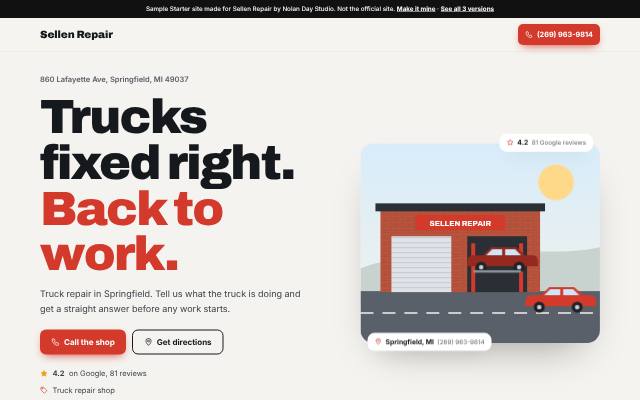 Sample Starter site made for Sellen Repair by Nolan Day Studio. Not the official site. Make it mine · See all 3 versions
Sellen Repair
(269) 963-9814
860 Lafayette Ave, Springfield, MI 49037
Trucks
fixed right.
Back to
work.
Truck repair in Springfield. Tell us what the truck is doing and
get a straight answer before any work starts.
Call the shop
Get directions
4.2 on Google, 81 reviews
Truck repair shop
4.2 81 Google reviews
SELLEN REPAIR
Springfield, MI (269) 963-9814